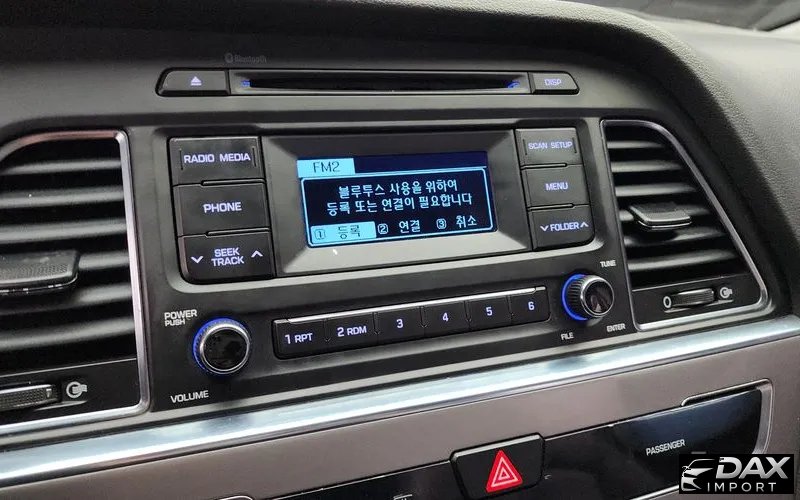 Bluetooth
DISP
RADIO MEDIA
PHONE
SEEK
TRACK
FM2
블루투스 사용을 위하여
등록 또는 연결이 필요합니다
① 등록 ② 연결 ③ 취소
SCAN SETUP
MENU
FOLDER
POWER
PUSH
VOLUME
1 RPT
2 RDM
3
4
5
6
TUNE
FILE
ENTER
0
PASSENGER
DAX
IMPORT